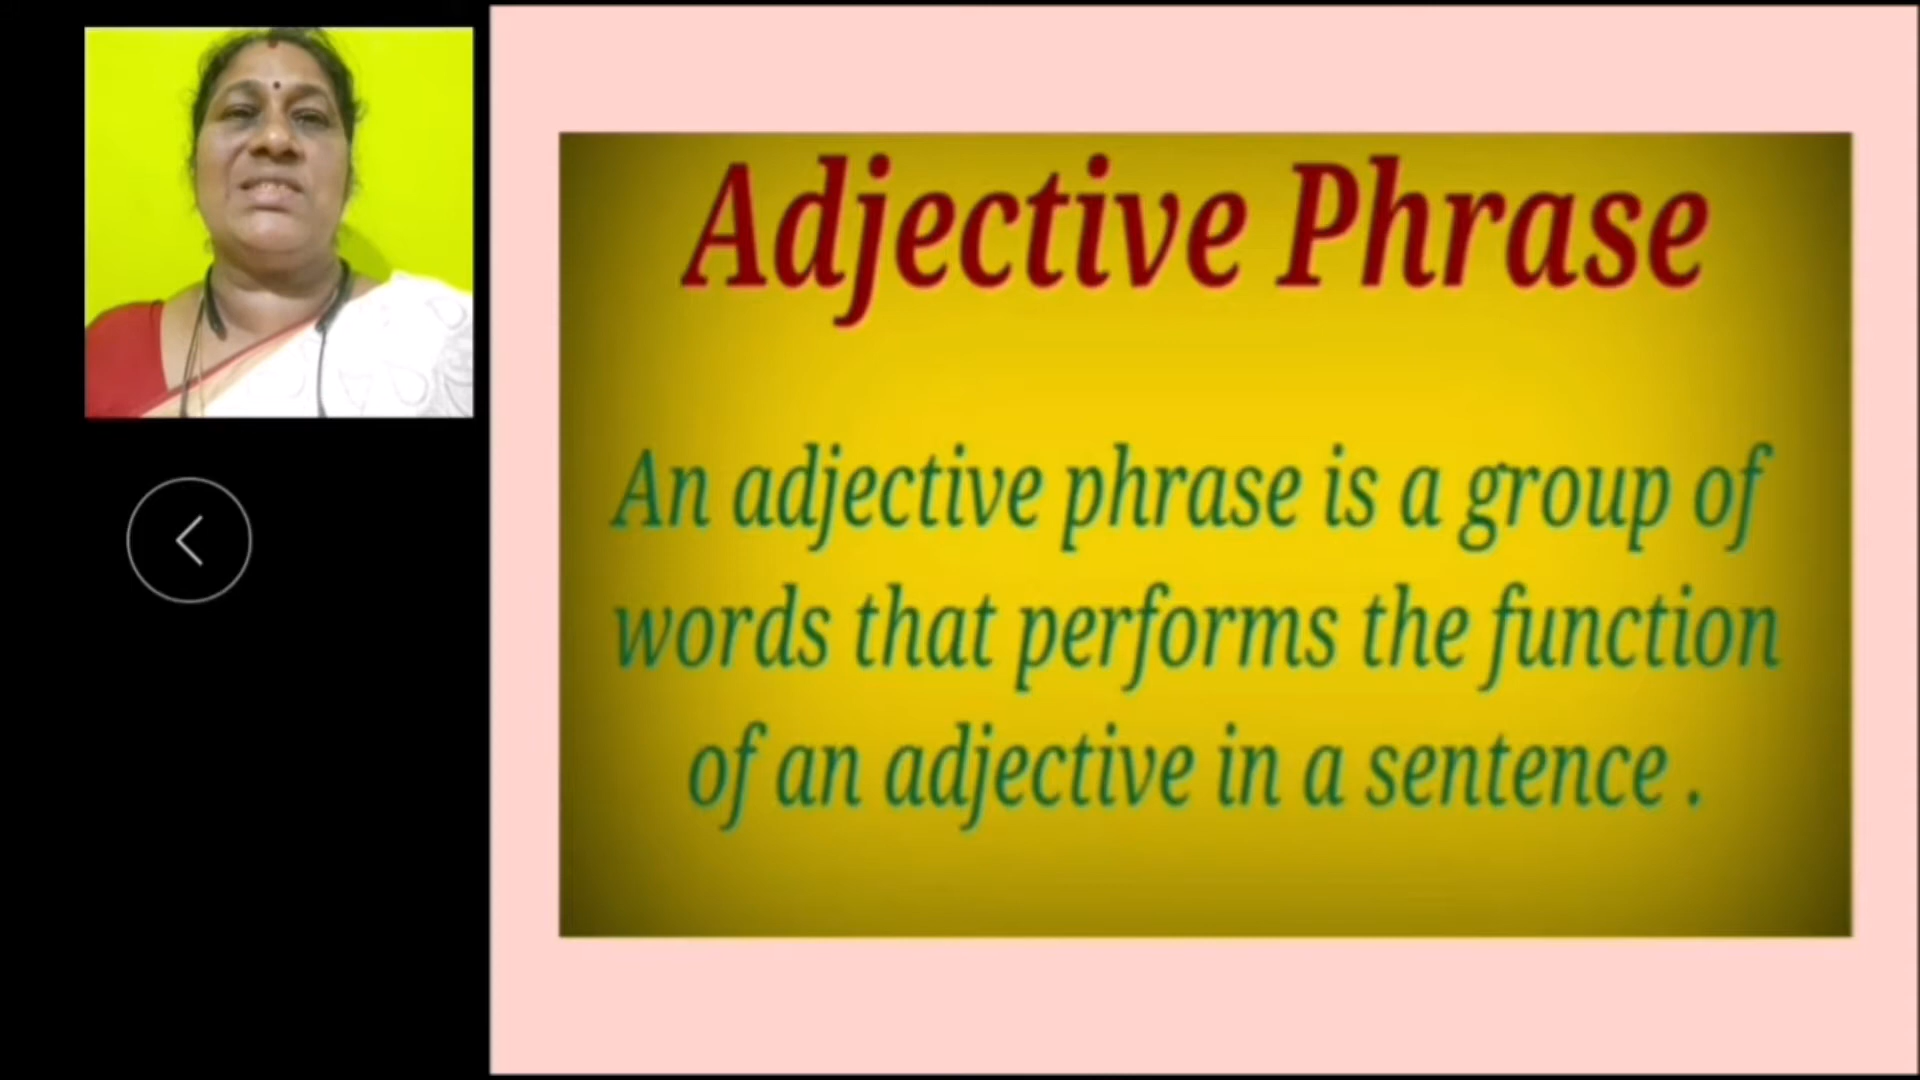 Adjective Phrase
An adjective phrase is a group of
words that performs the function
of an adjective in a sentence .